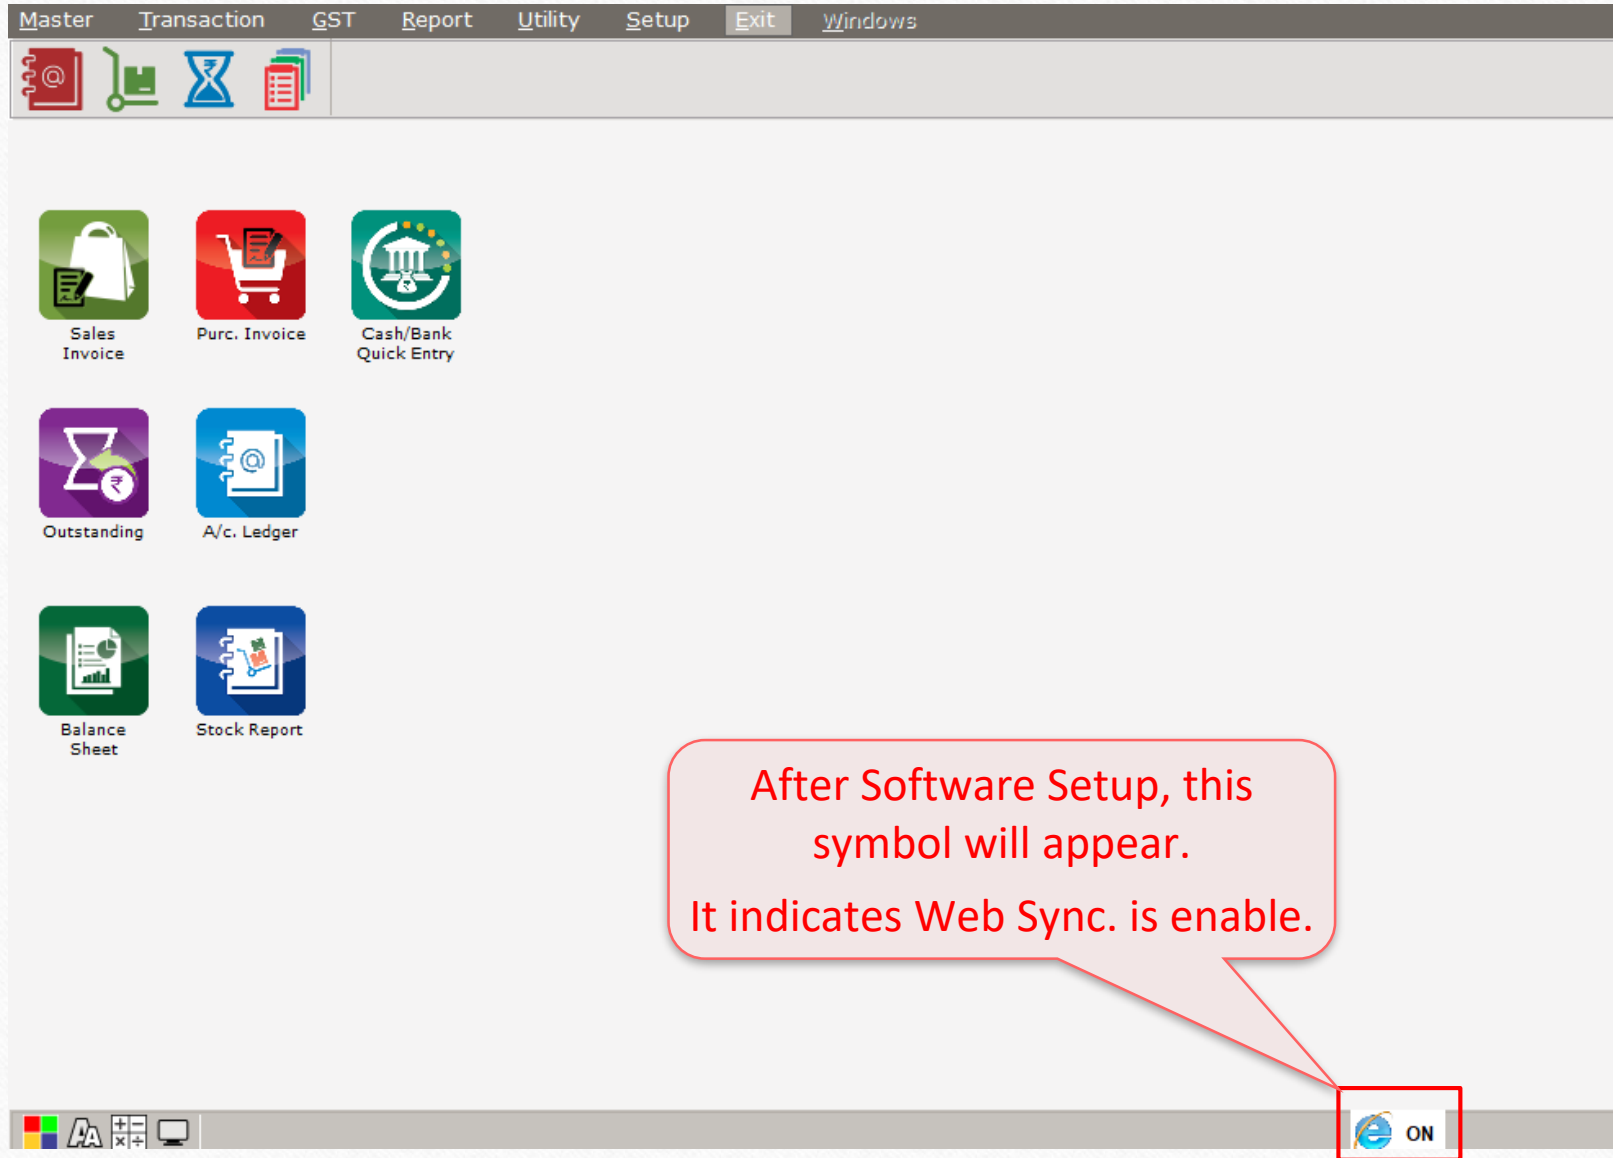 Master Transaction GST Report Utility Setup Exit Windows
Sales
Invoice
Purc. Invoice
Cash/Bank
Quick Entry
Outstanding
A/c. Ledger
Balance
Sheet
Stock Report
After Software Setup, this
symbol will appear.
It indicates Web Sync. is enable.
ON